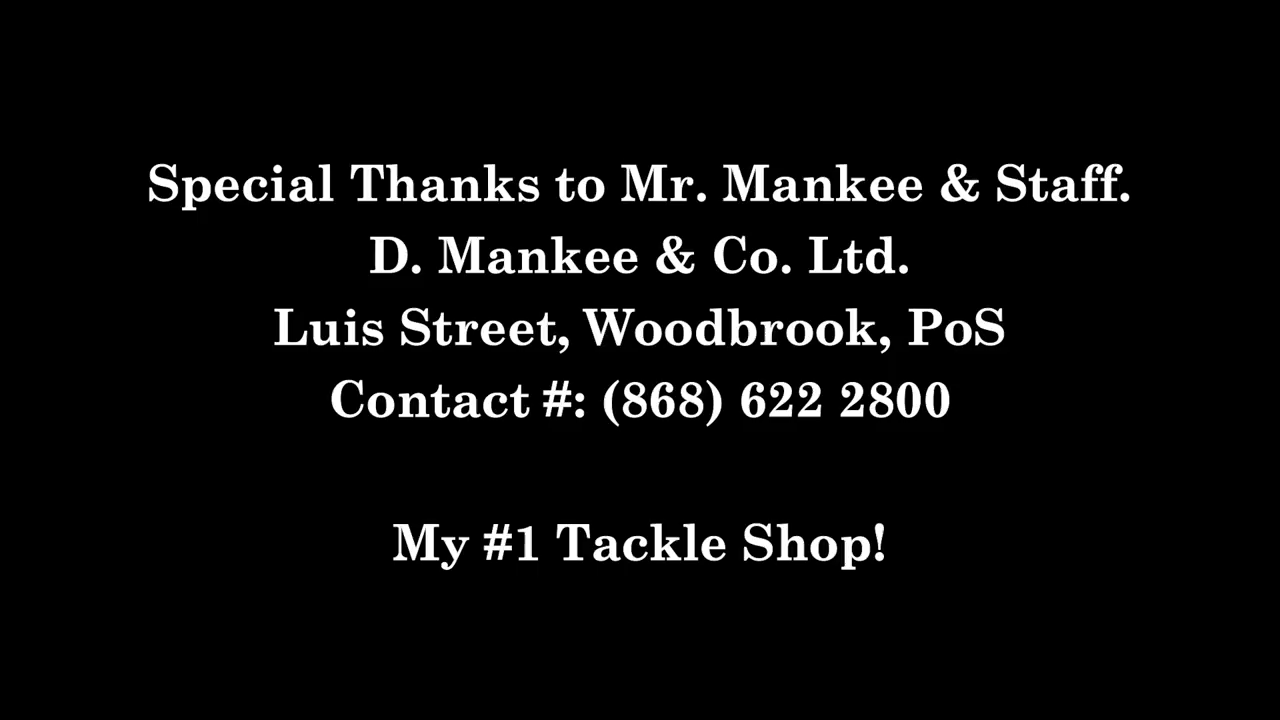 Special Thanks to Mr. Mankee & Staff.
D. Mankee & Co. Ltd.
Luis Street, Woodbrook, PoS
Contact #: (868) 622 2800
My #1 Tackle Shop!